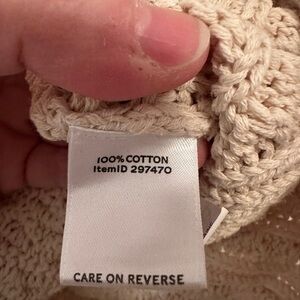 100% COTTON
ItemID 297470
CARE ON REVERSE